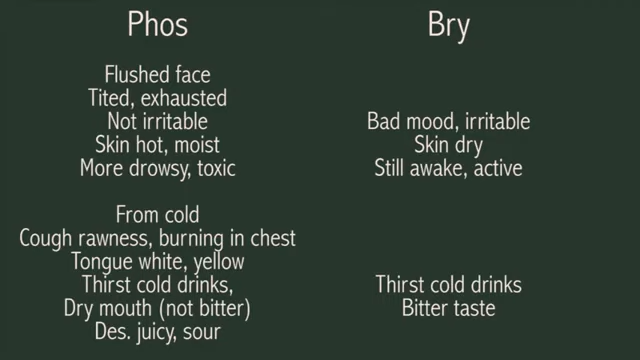 Phos
Flushed face
Tited, exhausted
Not irritable
Skin hot, moist
More drowsy, toxic
From cold
Cough rawness, burning in chest
Tongue white, yellow
Thirst cold drinks,
Dry mouth (not bitter)
Des. juicy, sour
Bry
Bad mood, irritable
Skin dry
Still awake, active
Thirst cold drinks
Bitter taste